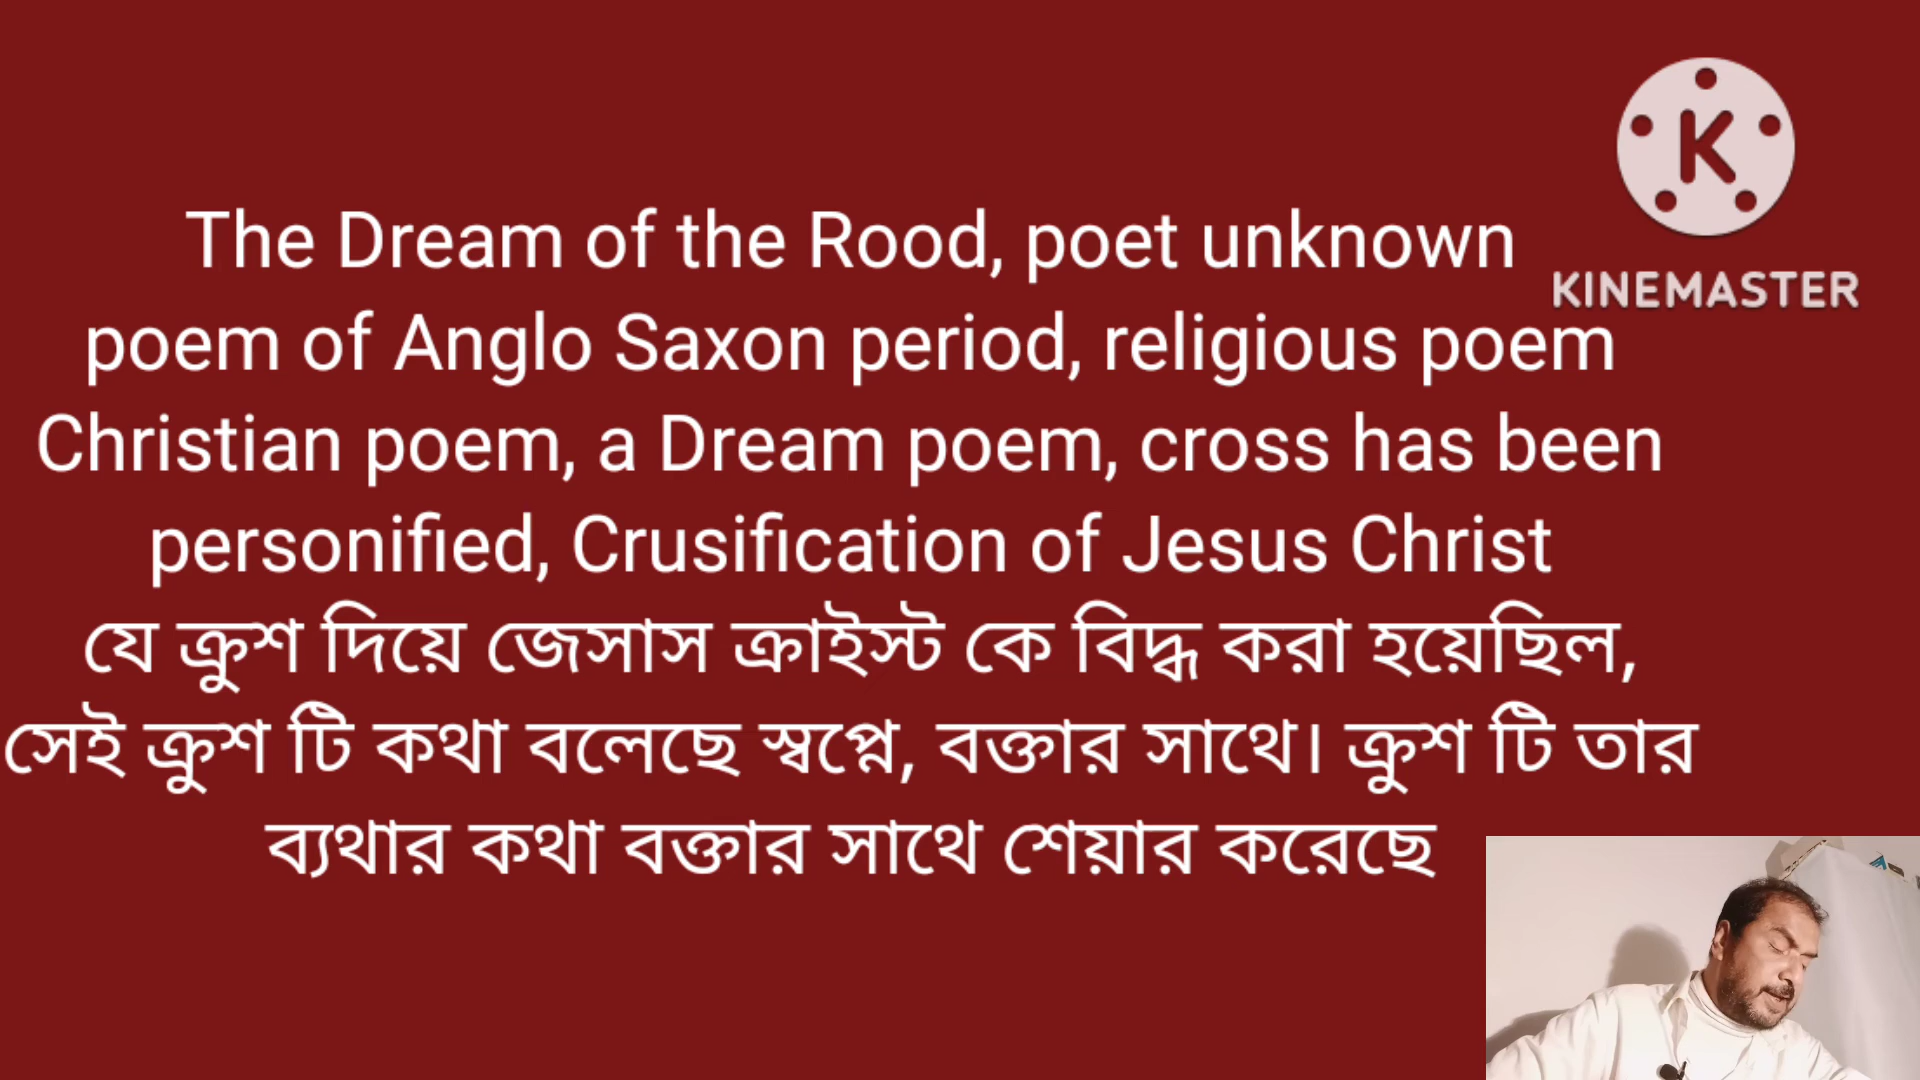 The Dream of the Rood, poet unknown
poem of Anglo Saxon period, religious poem
Christian poem, a Dream poem, cross has been
personified, Crusification of Jesus Christ
যে ক্রুশ দিয়ে জেসাস ক্রাইস্ট কে বিদ্ধ করা হয়েছিল,
সেই ক্রুশ টি কথা বলেছে স্বপ্নে, বক্তার সাথে। ক্রুশ টি তার
ব্যথার কথা বক্তার সাথে শেয়ার করেছে
K
KINEMASTER